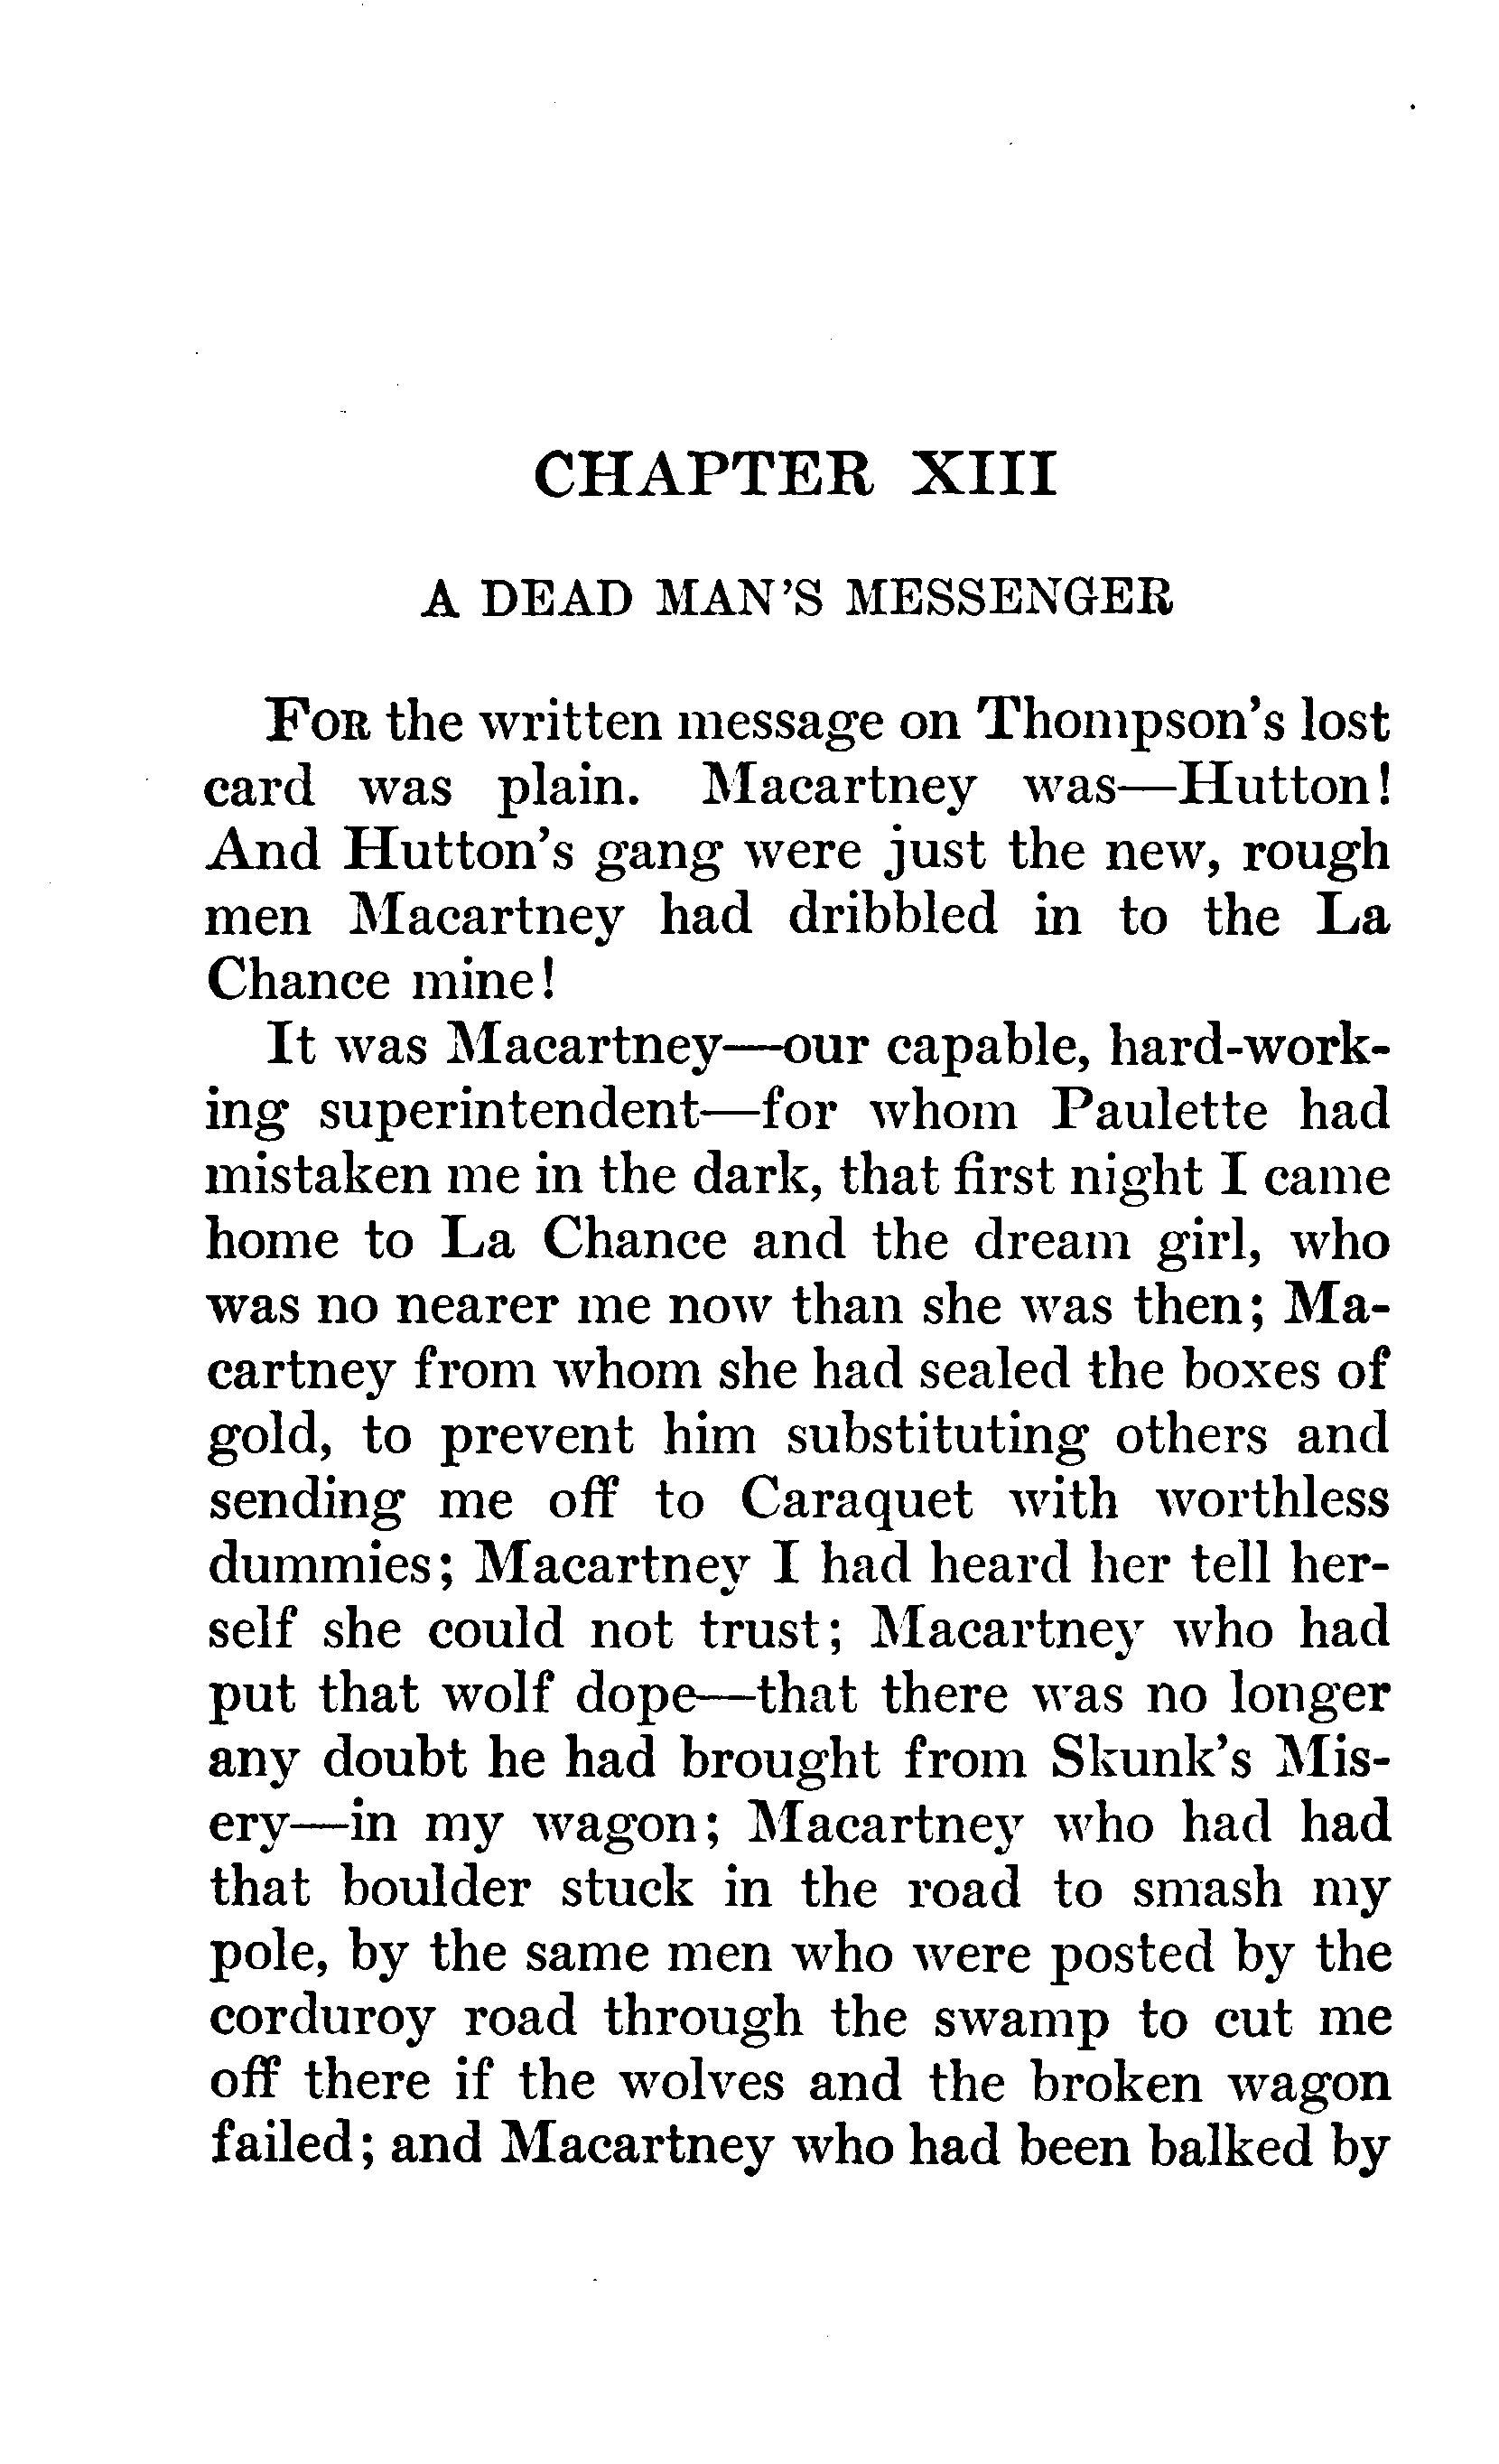 CHAPTER XIII
A DEAD MAN'S MESSENGER
FOR the written message on Thompson's lost
card was plain. Macartney was—Hutton!
And Hutton's gang were just the new, rough
men Macartney had dribbled in to the La
Chance mine!
It was Macartney—our capable, hard-work-
ing superintendent—for whom Paulette had
mistaken me in the dark, that first night I came
home to La Chance and the dream girl, who
was no nearer me now than she was then; Ma-
cartney from whom she had sealed the boxes of
gold, to prevent him substituting others and
sending me off to Caraquet with worthless
dummies; Macartney I had heard her tell her-
self she could not trust; Macartney who had
put that wolf dope—that there was no longer
any doubt he had brought from Skunk's Mis-
ery—in my wagon; Macartney who had had
that boulder stuck in the road to smash my
pole, by the same men who were posted by the
corduroy road through the swamp to cut me
off there if the wolves and the broken wagon
failed; and Macartney who had been balked by